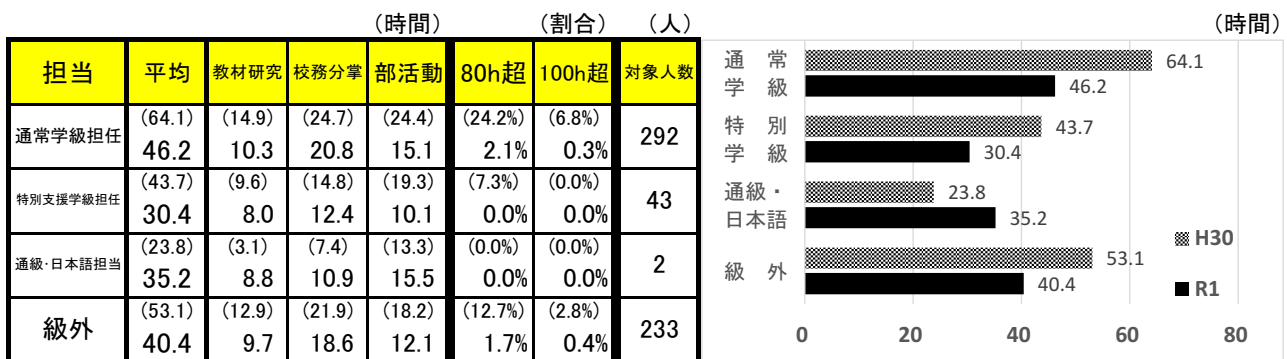 （時間） （割合） （人）
担当 平均 教材研究 校務分掌 部活動 80h超 100h超 対象人数
通常学級担任 (64.1) (14.9) (24.7) (24.4) (24.2%) (6.8%) 292
46.2 10.3 20.8 15.1 2.1% 0.3%
特別支援学級担任 (43.7) (9.6) (14.8) (19.3) (7.3%) (0.0%) 43
30.4 8.0 12.4 10.1 0.0% 0.0%
通級・日本語担当 (23.8) (3.1) (7.4) (13.3) (0.0%) (0.0%) 2
35.2 8.8 10.9 15.5 0.0% 0.0%
級外 (53.1) (12.9) (21.9) (18.2) (12.7%) (2.8%) 233
40.4 9.7 18.6 12.1 1.7% 0.4%
（時間）
通常 64.1
学級 46.2
特別 43.7
学級 30.4
通級・ 23.8
日本語 35.2
級外 53.1
40.4
H30
R1
0 20 40 60 80